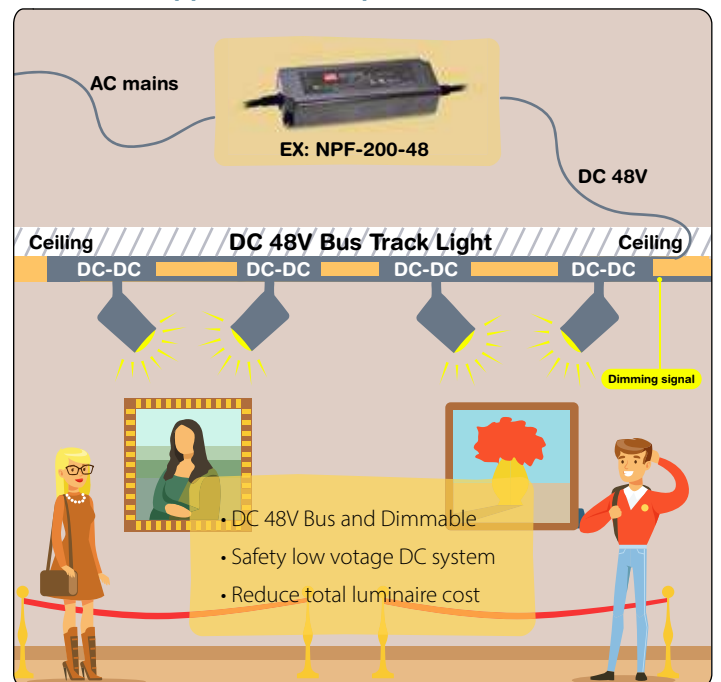 AC mains
EX: NPF-200-48
DC 48V
Ceiling
DC 48V Bus Track Light
Ceiling
DC-DC
DC-DC
DC-DC
DC-DC
Dimming signal
• DC 48V Bus and Dimmable
• Safety low votage DC system
• Reduce total luminaire cost